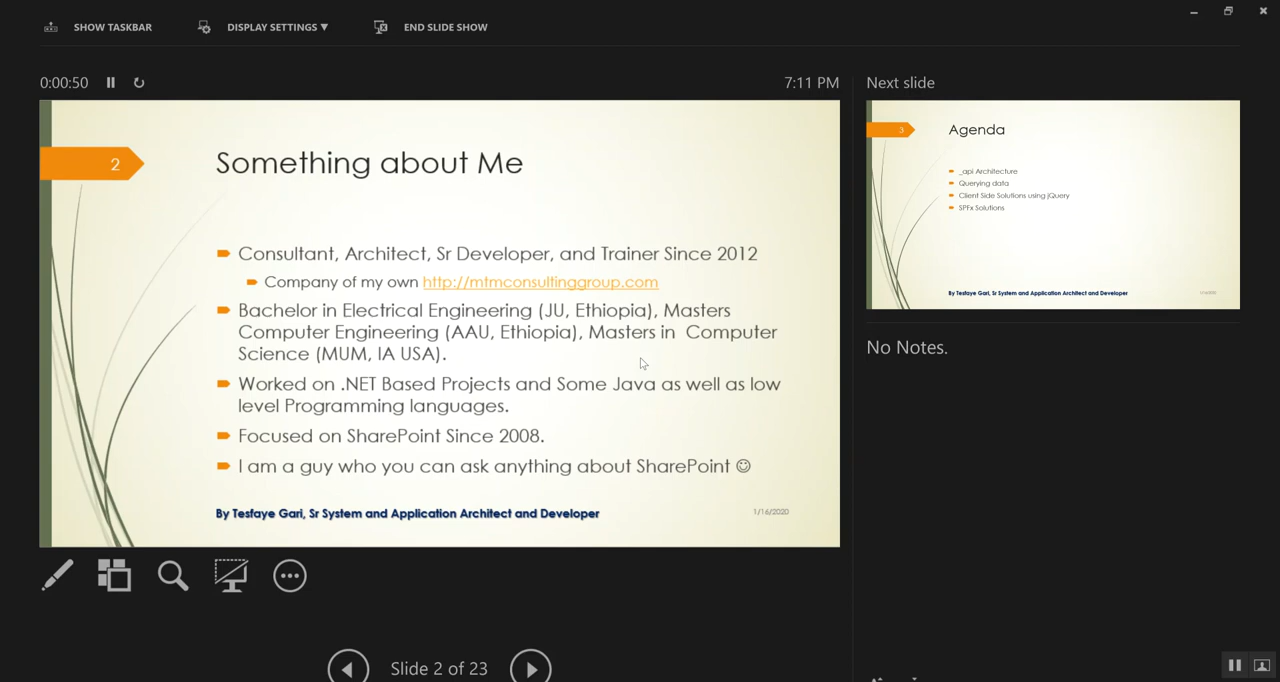 SHOW TASKBAR
DISPLAY SETTINGS ▼
END SLIDE SHOW
0:00:50
7:11 PM
2
Something about Me
Consultant, Architect, Sr Developer, and Trainer Since 2012
Company of my own http://mtmconsultinggroup.com
Bachelor in Electrical Engineering (JU, Ethiopia), Masters
Computer Engineering (AAU, Ethiopia), Masters in Computer
Science (MUM, IA USA).
Worked on .NET Based Projects and Some Java as well as low
level Programming languages.
Focused on SharePoint Since 2008.
I am a guy who you can ask anything about SharePoint ☺
By Tesfaye Gari, Sr System and Application Architect and Developer
1/16/2020
Slide 2 of 23
Next slide
3
Agenda
_api Architecture
Querying data
Client Side Solutions using jQuery
SPFx Solutions
By Tesfaye Gari, Sr System and Application Architect and Developer
No Notes.